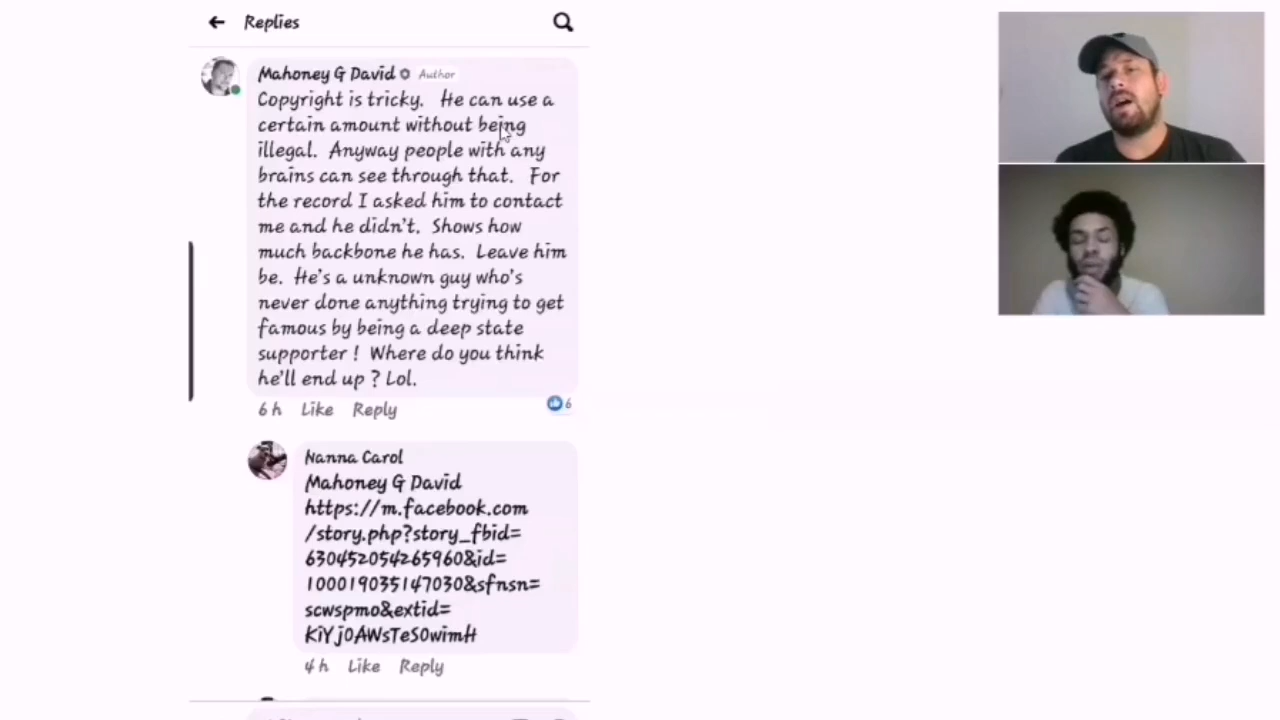 Replies
Mahoney G David Author
Copyright is tricky. He can use a
certain amount without being
illegal. Anyway people with any
brains can see through that. For
the record I asked him to contact
me and he didn't. Shows how
much backbone he has. Leave him
be. He's a unknown guy who's
never done anything trying to get
famous by being a deep state
supporter ! Where do you think
he'll end up ? Lol.
6 h Like Reply 6
Nanna Carol
Mahoney G David
https://m.facebook.com
/story.php?story_fbid=
630452054265960&id=
100019035147030&sfnsn=
scwspmo&extid=
KiYj0AWsTeS0wimH
4 h Like Reply